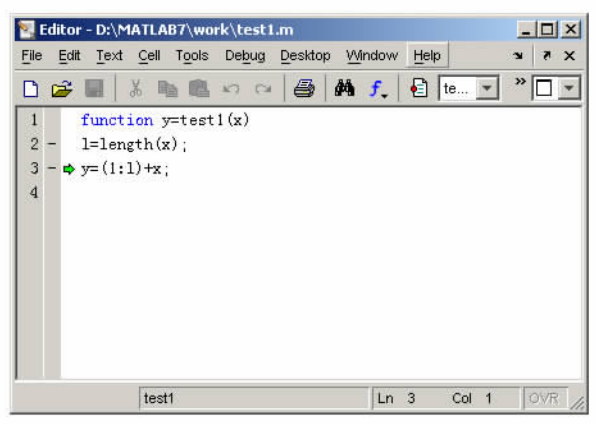 Editor - D:\MATLAB7\work\test1.m
File Edit Text Cell Tools Debug Desktop Window Help
te... »
1 function y=test1(x)
2 - l=length(x);
3 - y=(1:l)+x;
4
test1 Ln 3 Col 1 OVR